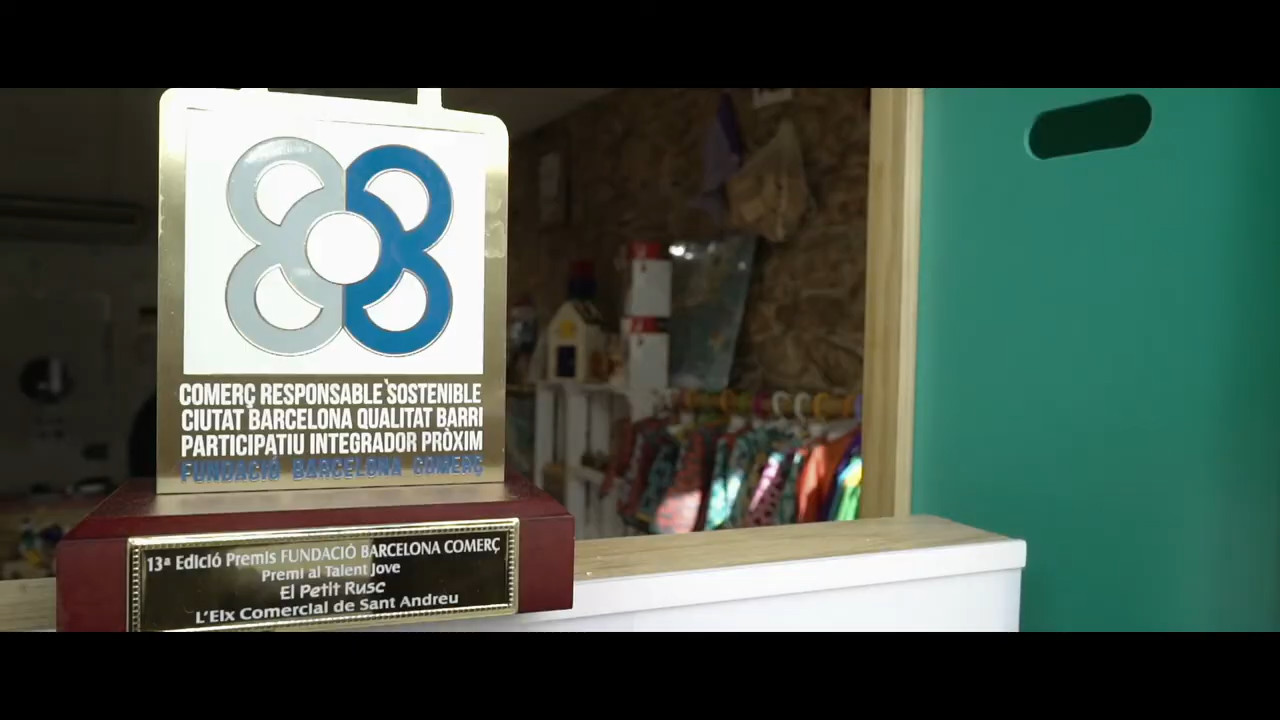 COMERÇ RESPONSABLE SOSTENIBLE
CIUTAT BARCELONA QUALITAT BARRI
PARTICIPATIU INTEGRADOR PRÒXIM
FUNDACIÓ BARCELONA COMERÇ
13ª Edició Premis FUNDACIÓ BARCELONA COMERÇ
Premi al Talent Jove
El Petit Rusc
L'Eix Comercial de Sant Andreu